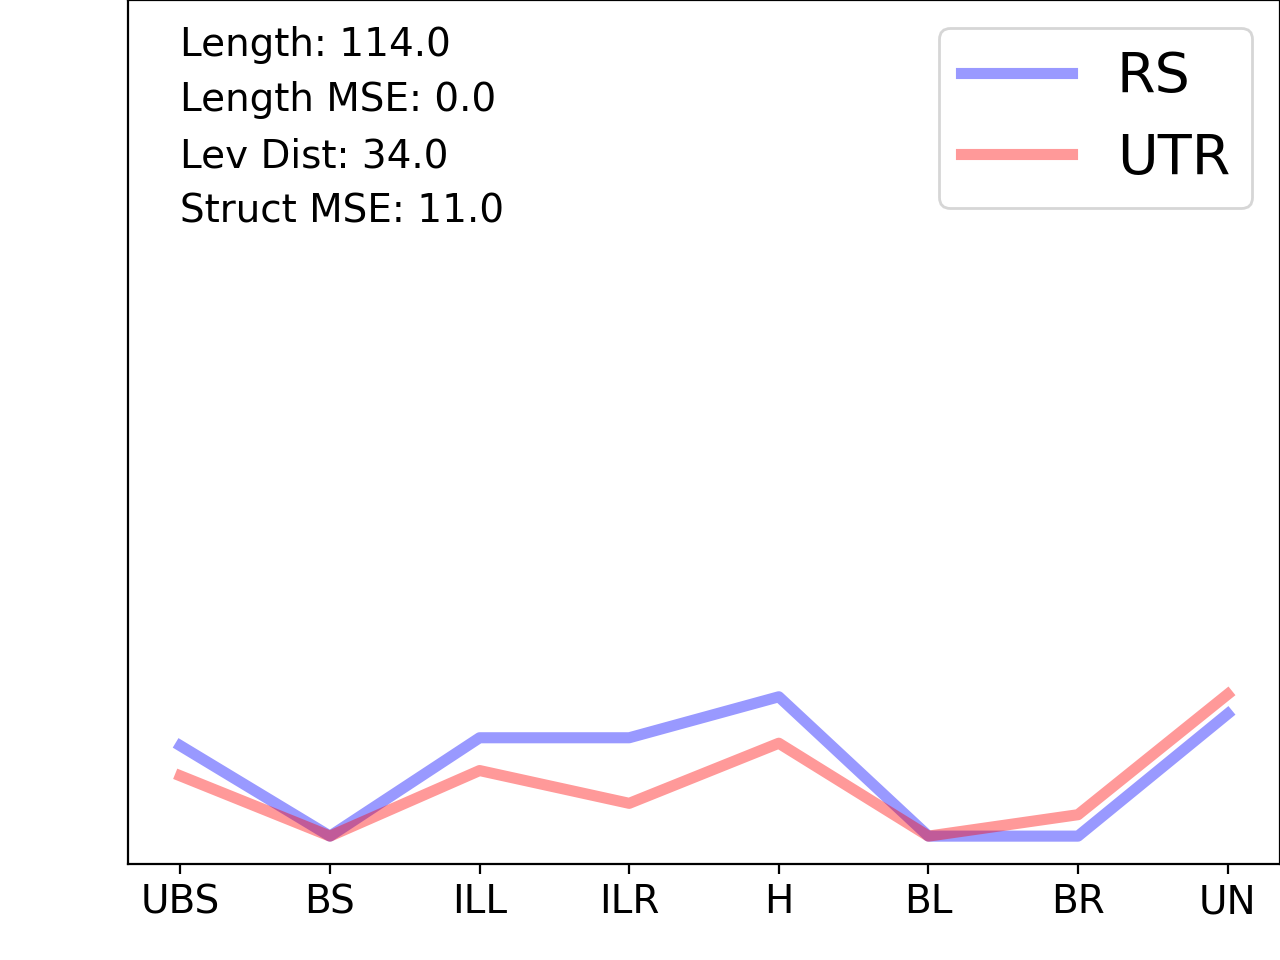 Length: 114.0
Length MSE: 0.0
Lev Dist: 34.0
Struct MSE: 11.0
RS
UTR
UBS BS ILL ILR H BL BR UN